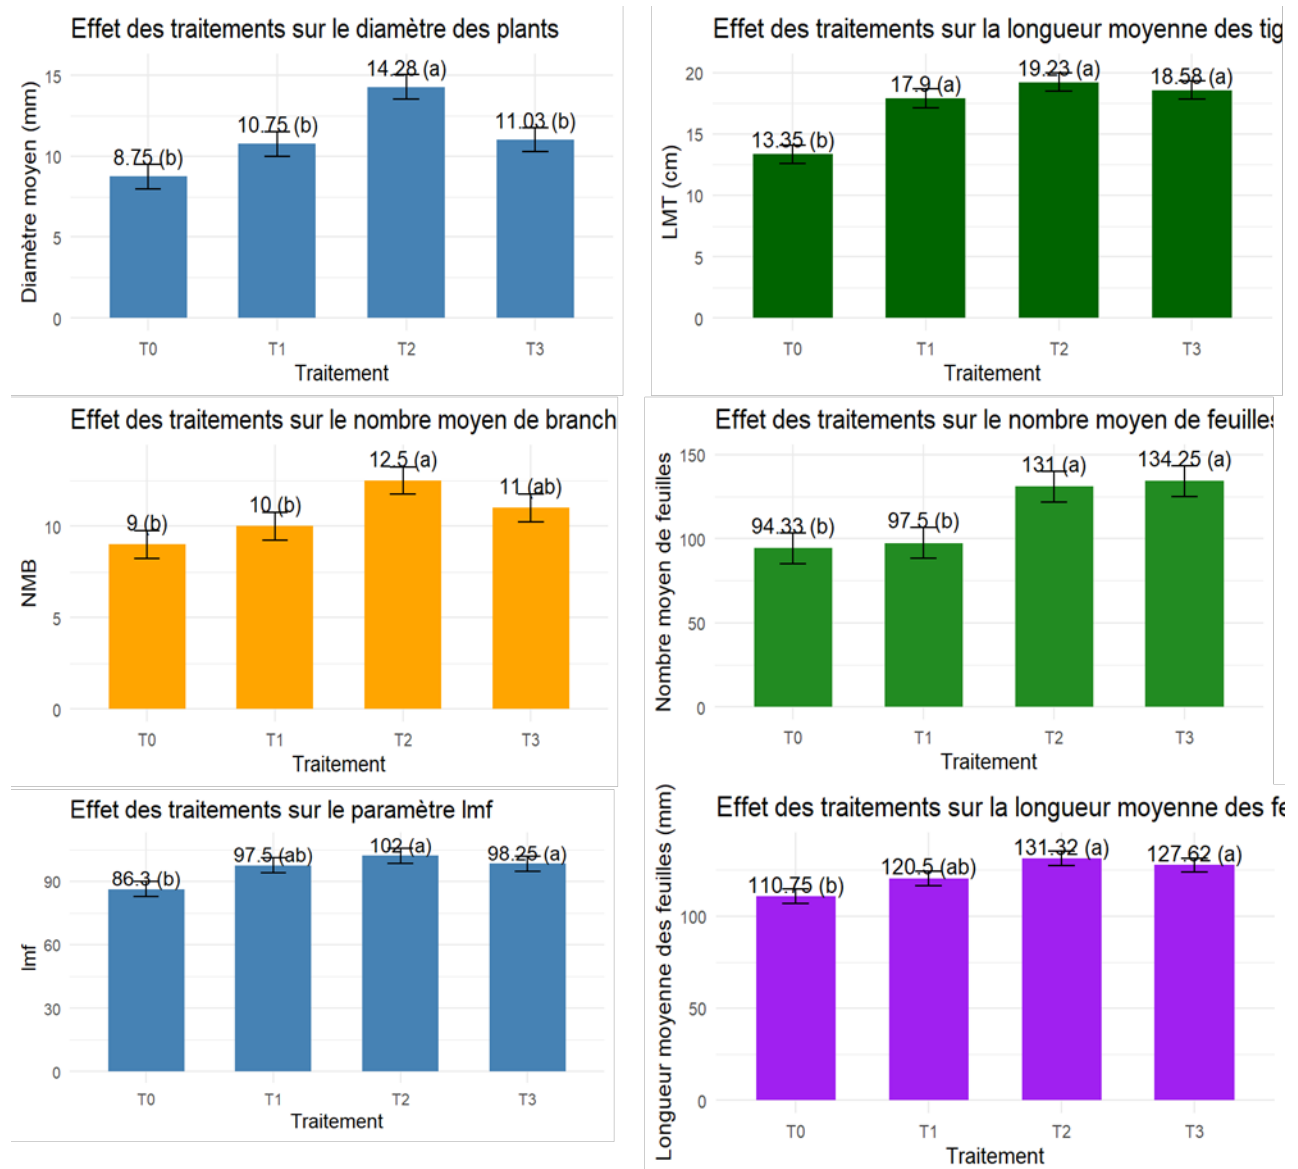 Effet des traitements sur le diamètre des plants
Diamètre moyen (mm)
15
10
5
0
8.75 (b)
10.75 (b)
14.28 (a)
11.03 (b)
T0
T1
T2
T3
Traitement
Effet des traitements sur la longueur moyenne des tig
LMT (cm)
20
15
10
5
0
13.35 (b)
17.9 (a)
19.23 (a)
18.58 (a)
T0
T1
T2
T3
Traitement
Effet des traitements sur le nombre moyen de branch
NMB
10
5
0
9 (b)
10 (b)
12.5 (a)
11 (ab)
T0
T1
T2
T3
Traitement
Effet des traitements sur le nombre moyen de feuilles
Nombre moyen de feuilles
150
100
50
0
94.33 (b)
97.5 (b)
131 (a)
134.25 (a)
T0
T1
T2
T3
Traitement
Effet des traitements sur le paramètre lmf
lmf
90
60
30
0
86.3 (b)
97.5 (ab)
102 (a)
98.25 (a)
T0
T1
T2
T3
Traitement
Effet des traitements sur la longueur moyenne des fe
Longueur moyenne des feuilles (mm)
100
50
0
110.75 (b)
120.5 (ab)
131.32 (a)
127.62 (a)
T0
T1
T2
T3
Traitement